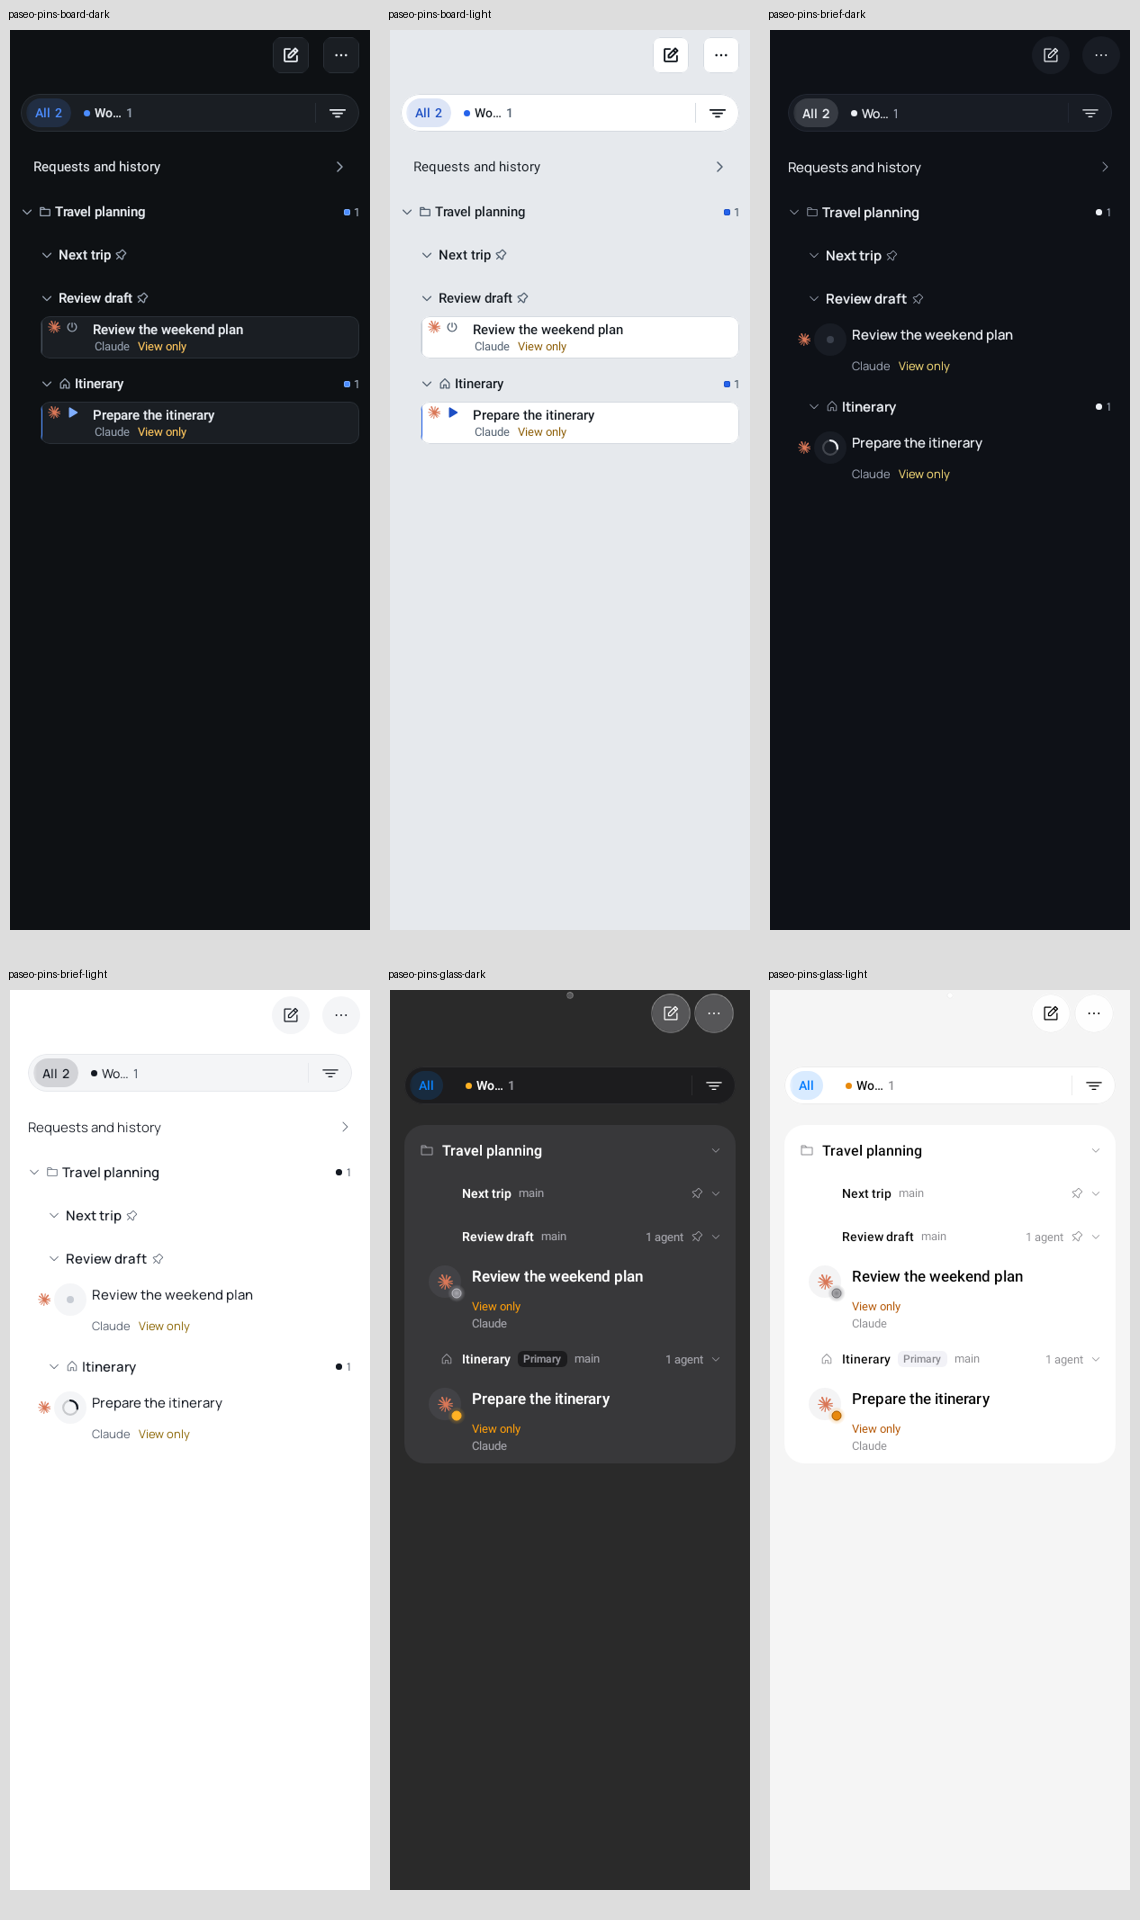 paseo-pins-board-dark
All 2 Wo... 1
Requests and history
Travel planning 1
Next trip
Review draft
Review the weekend plan
Claude View only
Itinerary 1
Prepare the itinerary
Claude View only
paseo-pins-board-light
All 2 Wo... 1
Requests and history
Travel planning 1
Next trip
Review draft
Review the weekend plan
Claude View only
Itinerary 1
Prepare the itinerary
Claude View only
paseo-pins-brief-dark
All 2 Wo... 1
Requests and history
Travel planning 1
Next trip
Review draft
Review the weekend plan
Claude View only
Itinerary 1
Prepare the itinerary
Claude View only
paseo-pins-brief-light
All 2 Wo... 1
Requests and history
Travel planning 1
Next trip
Review draft
Review the weekend plan
Claude View only
Itinerary 1
Prepare the itinerary
Claude View only
paseo-pins-glass-dark
All Wo... 1
Travel planning
Next trip main
Review draft main 1 agent
Review the weekend plan
View only
Claude
Itinerary Primary main 1 agent
Prepare the itinerary
View only
Claude
paseo-pins-glass-light
All Wo... 1
Travel planning
Next trip main
Review draft main 1 agent
Review the weekend plan
View only
Claude
Itinerary Primary main 1 agent
Prepare the itinerary
View only
Claude